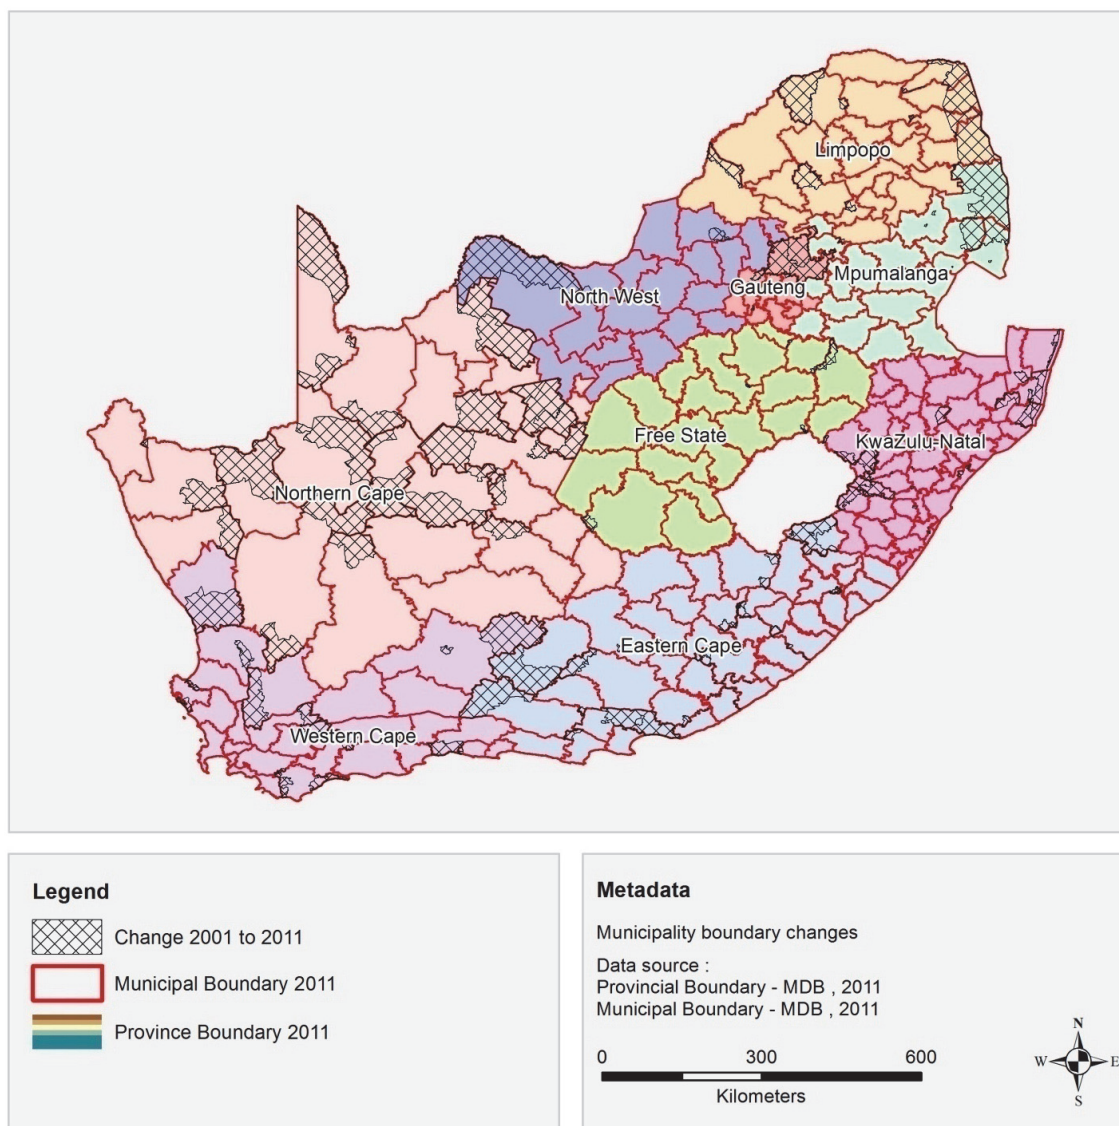 Limpopo
Mpumalanga
Gauteng
North West
Free State
KwaZulu-Natal
Northern Cape
Eastern Cape
Western Cape
Legend
Change 2001 to 2011
Municipal Boundary 2011
Province Boundary 2011
Metadata
Municipality boundary changes
Data source :
Provincial Boundary - MDB , 2011
Municipal Boundary - MDB , 2011
0 300 600
Kilometers
N
W E
S